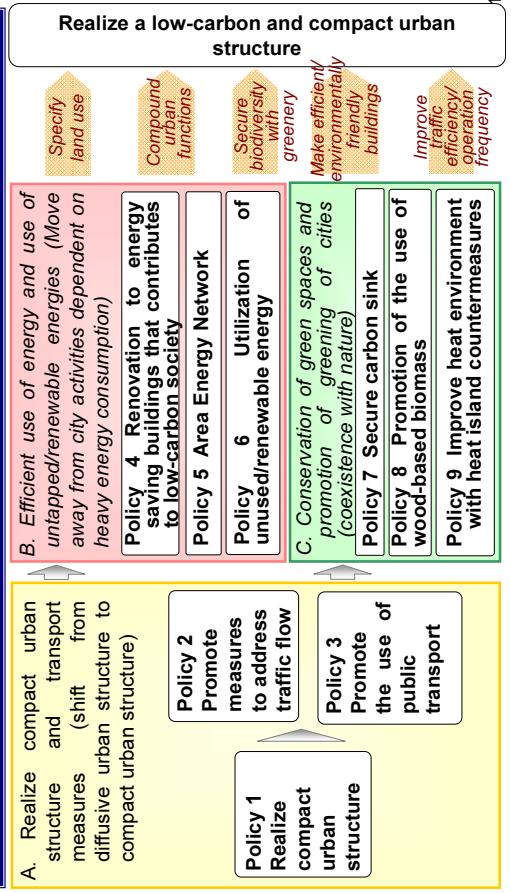 A. Realize compact urban
structure and transport
measures (shift from
diffusive urban structure to
compact urban structure)
Policy 1
Realize
compact
urban
structure
Policy 2
Promote
measures
to address
traffic flow
Policy 3
Promote
the use of
public
transport
B. Efficient use of energy and use of
untapped/renewable energies (Move
away from city activities dependent on
heavy energy consumption)
Policy 4 Renovation to energy
saving buildings that contributes
to low-carbon society
Policy 5 Area Energy Network
Policy 6 Utilization of
unused/renewable energy
C. Conservation of green spaces and
promotion of greening of cities
(coexistence with nature)
Policy 7 Secure carbon sink
Policy 8 Promotion of the use of
wood-based biomass
Policy 9 Improve heat environment
with heat island countermeasures
Specify
land use
Compound
urban
functions
Secure
biodiversity
with
greenery
Make efficient/
environmentally
friendly
buildings
Improve
traffic
efficiency/
operation
frequency
Realize a low-carbon and compact urban
structure